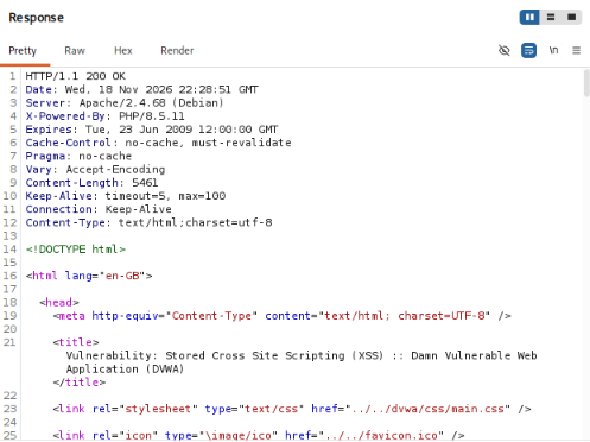 Response
Pretty Raw Hex Render \n
1 HTTP/1.1 200 OK
2 Date: Wed, 18 Nov 2026 22:28:51 GMT
3 Server: Apache/2.4.68 (Debian)
4 X-Powered-By: PHP/8.5.11
5 Expires: Tue, 23 Jun 2009 12:00:00 GMT
6 Cache-Control: no-cache, must-revalidate
7 Pragma: no-cache
8 Vary: Accept-Encoding
9 Content-Length: 5461
10 Keep-Alive: timeout=5, max=100
11 Connection: Keep-Alive
12 Content-Type: text/html;charset=utf-8
13
14 <!DOCTYPE html>
15
16 <html lang="en-GB">
17
18 <head>
19 <meta http-equiv="Content-Type" content="text/html; charset=UTF-8" />
20
21 <title>
Vulnerability: Stored Cross Site Scripting (XSS) :: Damn Vulnerable Web
Application (DVWA)
</title>
22
23 <link rel="stylesheet" type="text/css" href="../../dvwa/css/main.css" />
24
25 <link rel="icon" type="\image/ico" href="../../favicon.ico" />